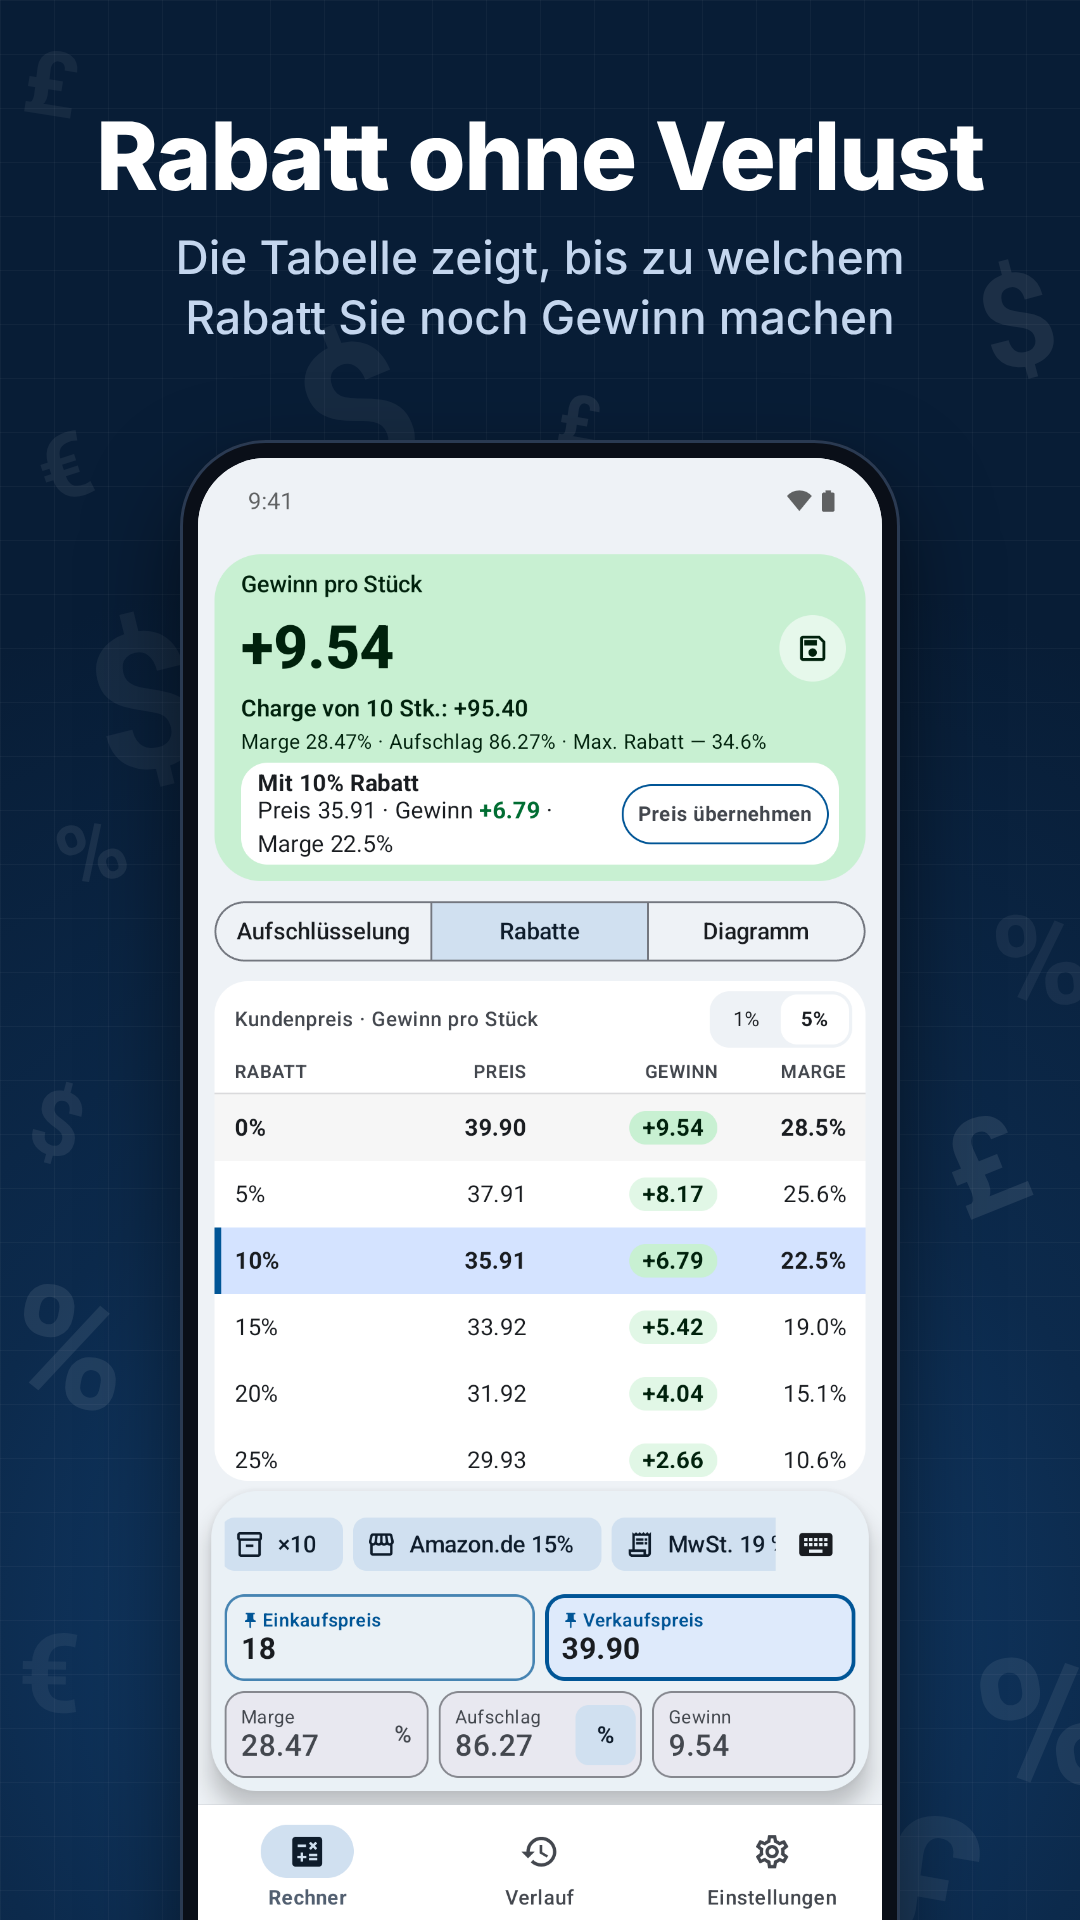 Rabatt ohne Verlust
Die Tabelle zeigt, bis zu welchem
Rabatt Sie noch Gewinn machen
9:41
Gewinn pro Stück
+9.54
Charge von 10 Stk.: +95.40
Marge 28.47% · Aufschlag 86.27% · Max. Rabatt — 34.6%
Mit 10% Rabatt
Preis 35.91 · Gewinn +6.79 ·
Marge 22.5%
Preis übernehmen
Aufschlüsselung Rabatte Diagramm
Kundenpreis · Gewinn pro Stück 1% 5%
RABATT PREIS GEWINN MARGE
0% 39.90 +9.54 28.5%
5% 37.91 +8.17 25.6%
10% 35.91 +6.79 22.5%
15% 33.92 +5.42 19.0%
20% 31.92 +4.04 15.1%
25% 29.93 +2.66 10.6%
×10 Amazon.de 15% MwSt. 19
Einkaufspreis Verkaufspreis
18 39.90
Marge Aufschlag Gewinn
28.47 % 86.27 % 9.54
Rechner Verlauf Einstellungen